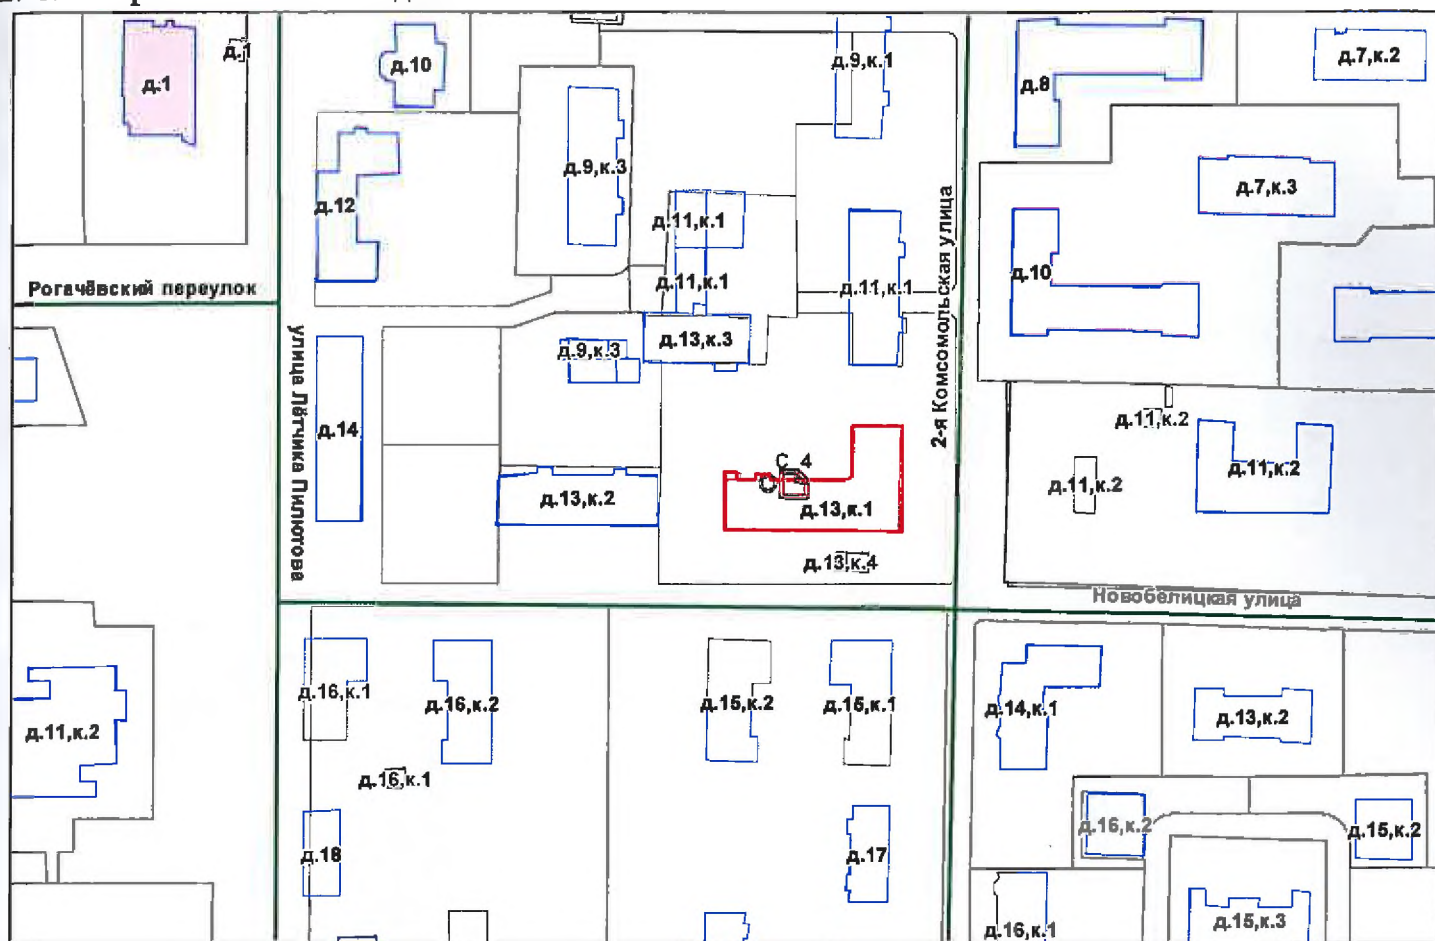 д.1
д.1
д.10
д.9,к.1
д.8
д.7,к.2
д.9,к.3
д.12
д.11,к.1
д.7,к.3
д.11,к.1
д.11,к.1
д.10
Рогачёвский переулок
2-я Комсомольская улица
улица Лётчика Пилютова
д.13,к.3
д.9,к.3
д.14
д.11,к.2
д.11,к.2
д.11,к.2
С 4
С
д.13,к.2
д.13,к.1
д.13,к.4
Новобелицкая улица
д.16,к.1
д.16,к.2
д.15,к.2
д.15,к.1
д.14,к.1
д.13,к.2
д.11,к.2
д.16,к.1
д.16,к.2
д.15,к.2
д.18
д.17
д.16,к.1
д.15,к.3